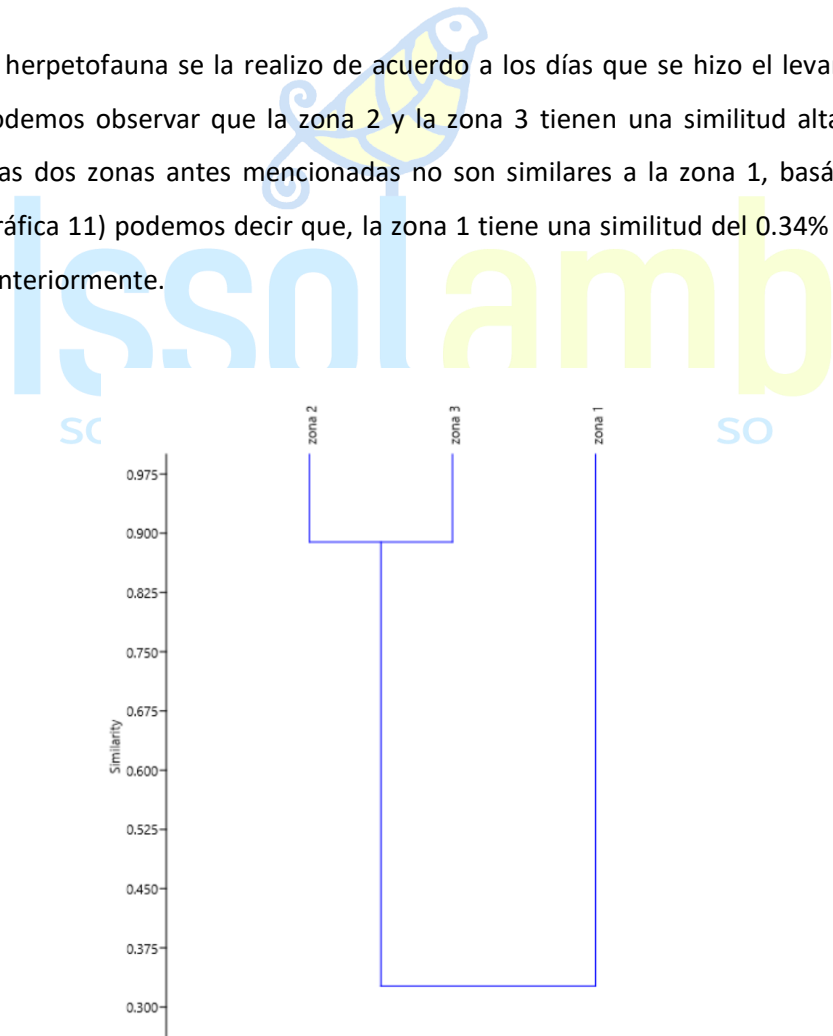 herpetofauna se la realizo de acuerdo a los días que se hizo el levar
odemos observar que la zona 2 y la zona 3 tienen una similitud alta
as dos zonas antes mencionadas no son similares a la zona 1, basá
ráfica 11) podemos decir que, la zona 1 tiene una similitud del 0.34%
nteriormente.
Issolamb
SO
zona 2
zona 3
zona 1
0.975
0.900
0.825
0.750
0.675
0.600
0.525
0.450
0.375
0.300
Similarity